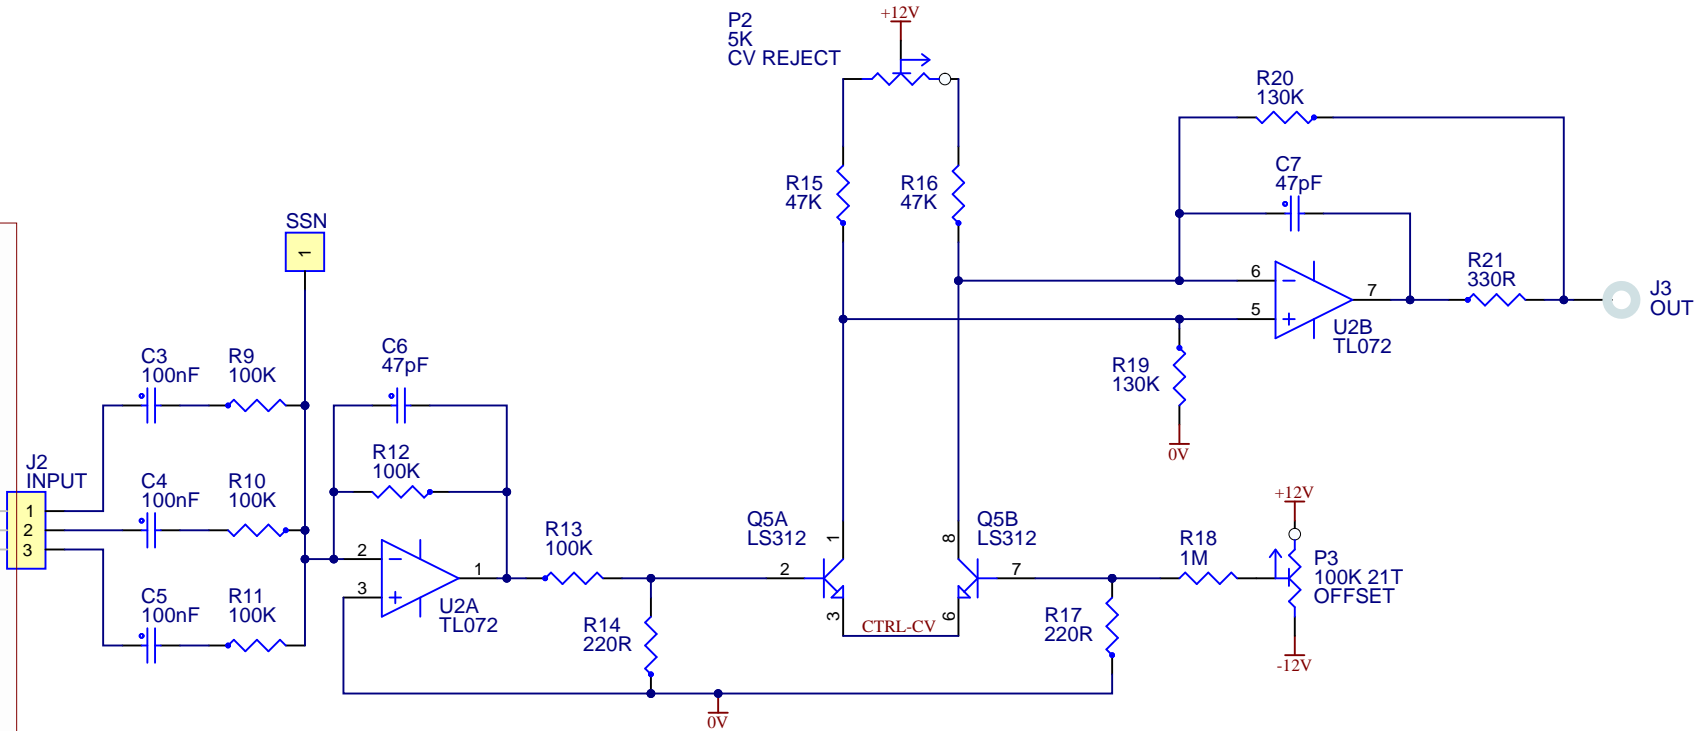 P2
5K
CV REJECT
+12V
R20
130K
C7
47pF
R15
47K
R16
47K
SSN
1
6
5
7
U2B
TL072
R21
330R
J3
OUT
R19
130K
0V
C3
100nF
R9
100K
C6
47pF
R12
100K
J2
INPUT
1
2
3
C4
100nF
R10
100K
C5
100nF
R11
100K
2
3
1
U2A
TL072
R13
100K
R14
220R
Q5A
LS312
1
2
3
CTRL-CV
Q5B
LS312
8
7
6
R17
220R
R18
1M
+12V
P3
100K 21T
OFFSET
-12V
0V